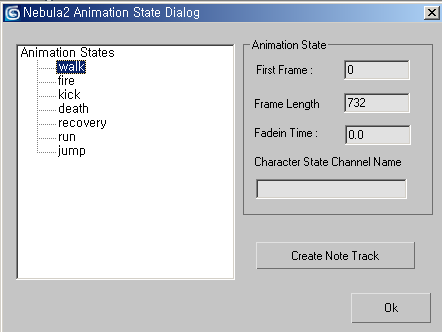 Nebula2 Animation State Dialog
Animation States
walk
fire
kick
death
recovery
run
jump
Animation State
First Frame : 0
Frame Length 732
Fadein Time : 0.0
Character State Channel Name
Create Note Track
Ok